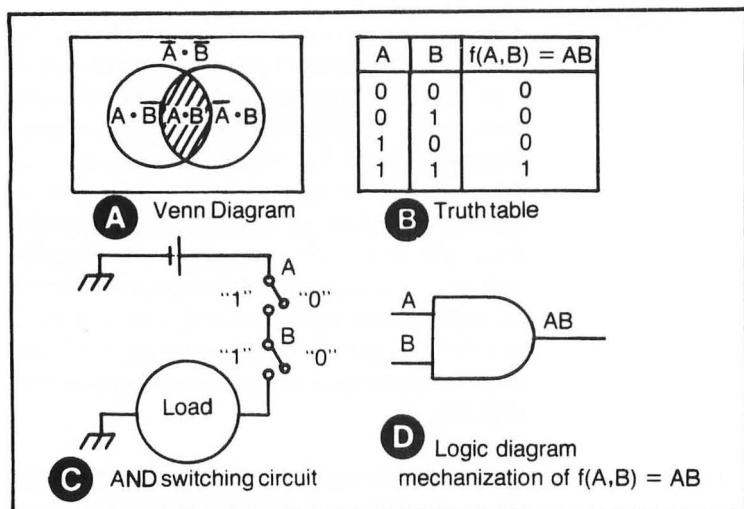 A̅ · B̅
A · B̅ A · B A̅ · B
A Venn Diagram
A B f(A,B) = AB
0 0 0
0 1 0
1 0 0
1 1 1
B Truth table
A
"1" "0"
B
"1" "0"
Load
C AND switching circuit
A
B
AB
D Logic diagram
mechanization of f(A,B) = AB